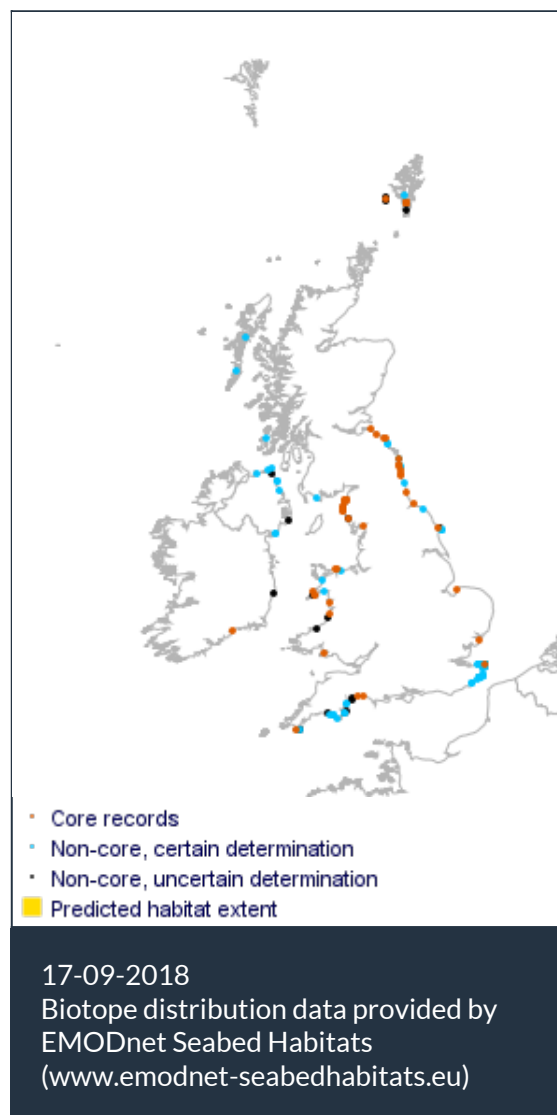 Core records
Non-core, certain determination
Non-core, uncertain determination
Predicted habitat extent
17-09-2018
Biotope distribution data provided by
EMODnet Seabed Habitats
(www.emodnet-seabedhabitats.eu)